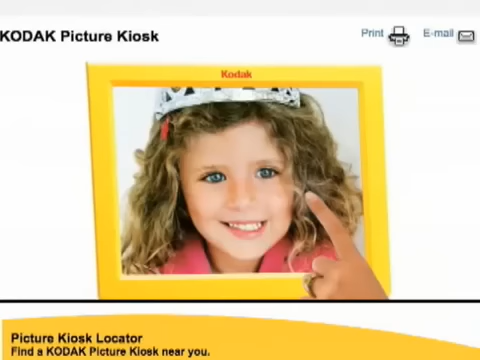 KODAK Picture Kiosk
Print
E-mail
Kodak
Picture Kiosk Locator
Find a KODAK Picture Kiosk near you.